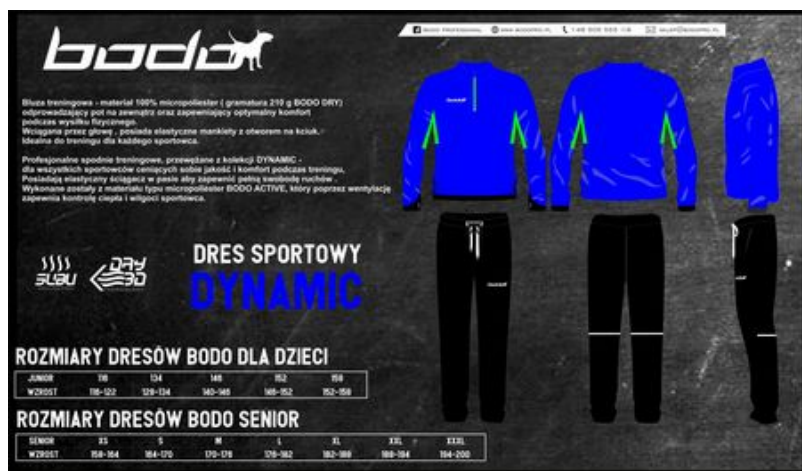 bodo
BODO PROFESSIONAL
Bluza treningowa - materiał 100% micropoliester ( gramatura 210 g BODO DRY)
odprowadzający pot na zewnątrz oraz zapewniający optymalny komfort
podczas wysiłku fizycznego.
Wciągana przez głowę , posiada elastyczne mankiety z otworem na kciuk.
Idealna do treningu dla każdego sportowca.
Profesjonalne spodnie treningowe, przewężane z kolekcji DYNAMIC -
dla wszystkich sportowców ceniących sobie jakość i komfort podczas treningu,
Posiadają elastyczny ściągacz w pasie aby zapewnić pełną swobodę ruchów .
Wykonane zostały z materiału typu micropoliester BODO ACTIVE, który poprzez wentylację
zapewnia kontrolę ciepła i wilgoci sportowca.
SUBU
DRY 3D
DRES SPORTOWY
DYNAMIC
ROZMIARY DRESÓW BODO DLA DZIECI
JUNIOR 116 134 146 152 158
WZROST 116-122 128-134 140-146 146-152 152-158
ROZMIARY DRESÓW BODO SENIOR
SENIOR XS S M L XL XXL XXXL
WZROST 158-164 164-170 170-176 176-182 182-188 188-194 194-200